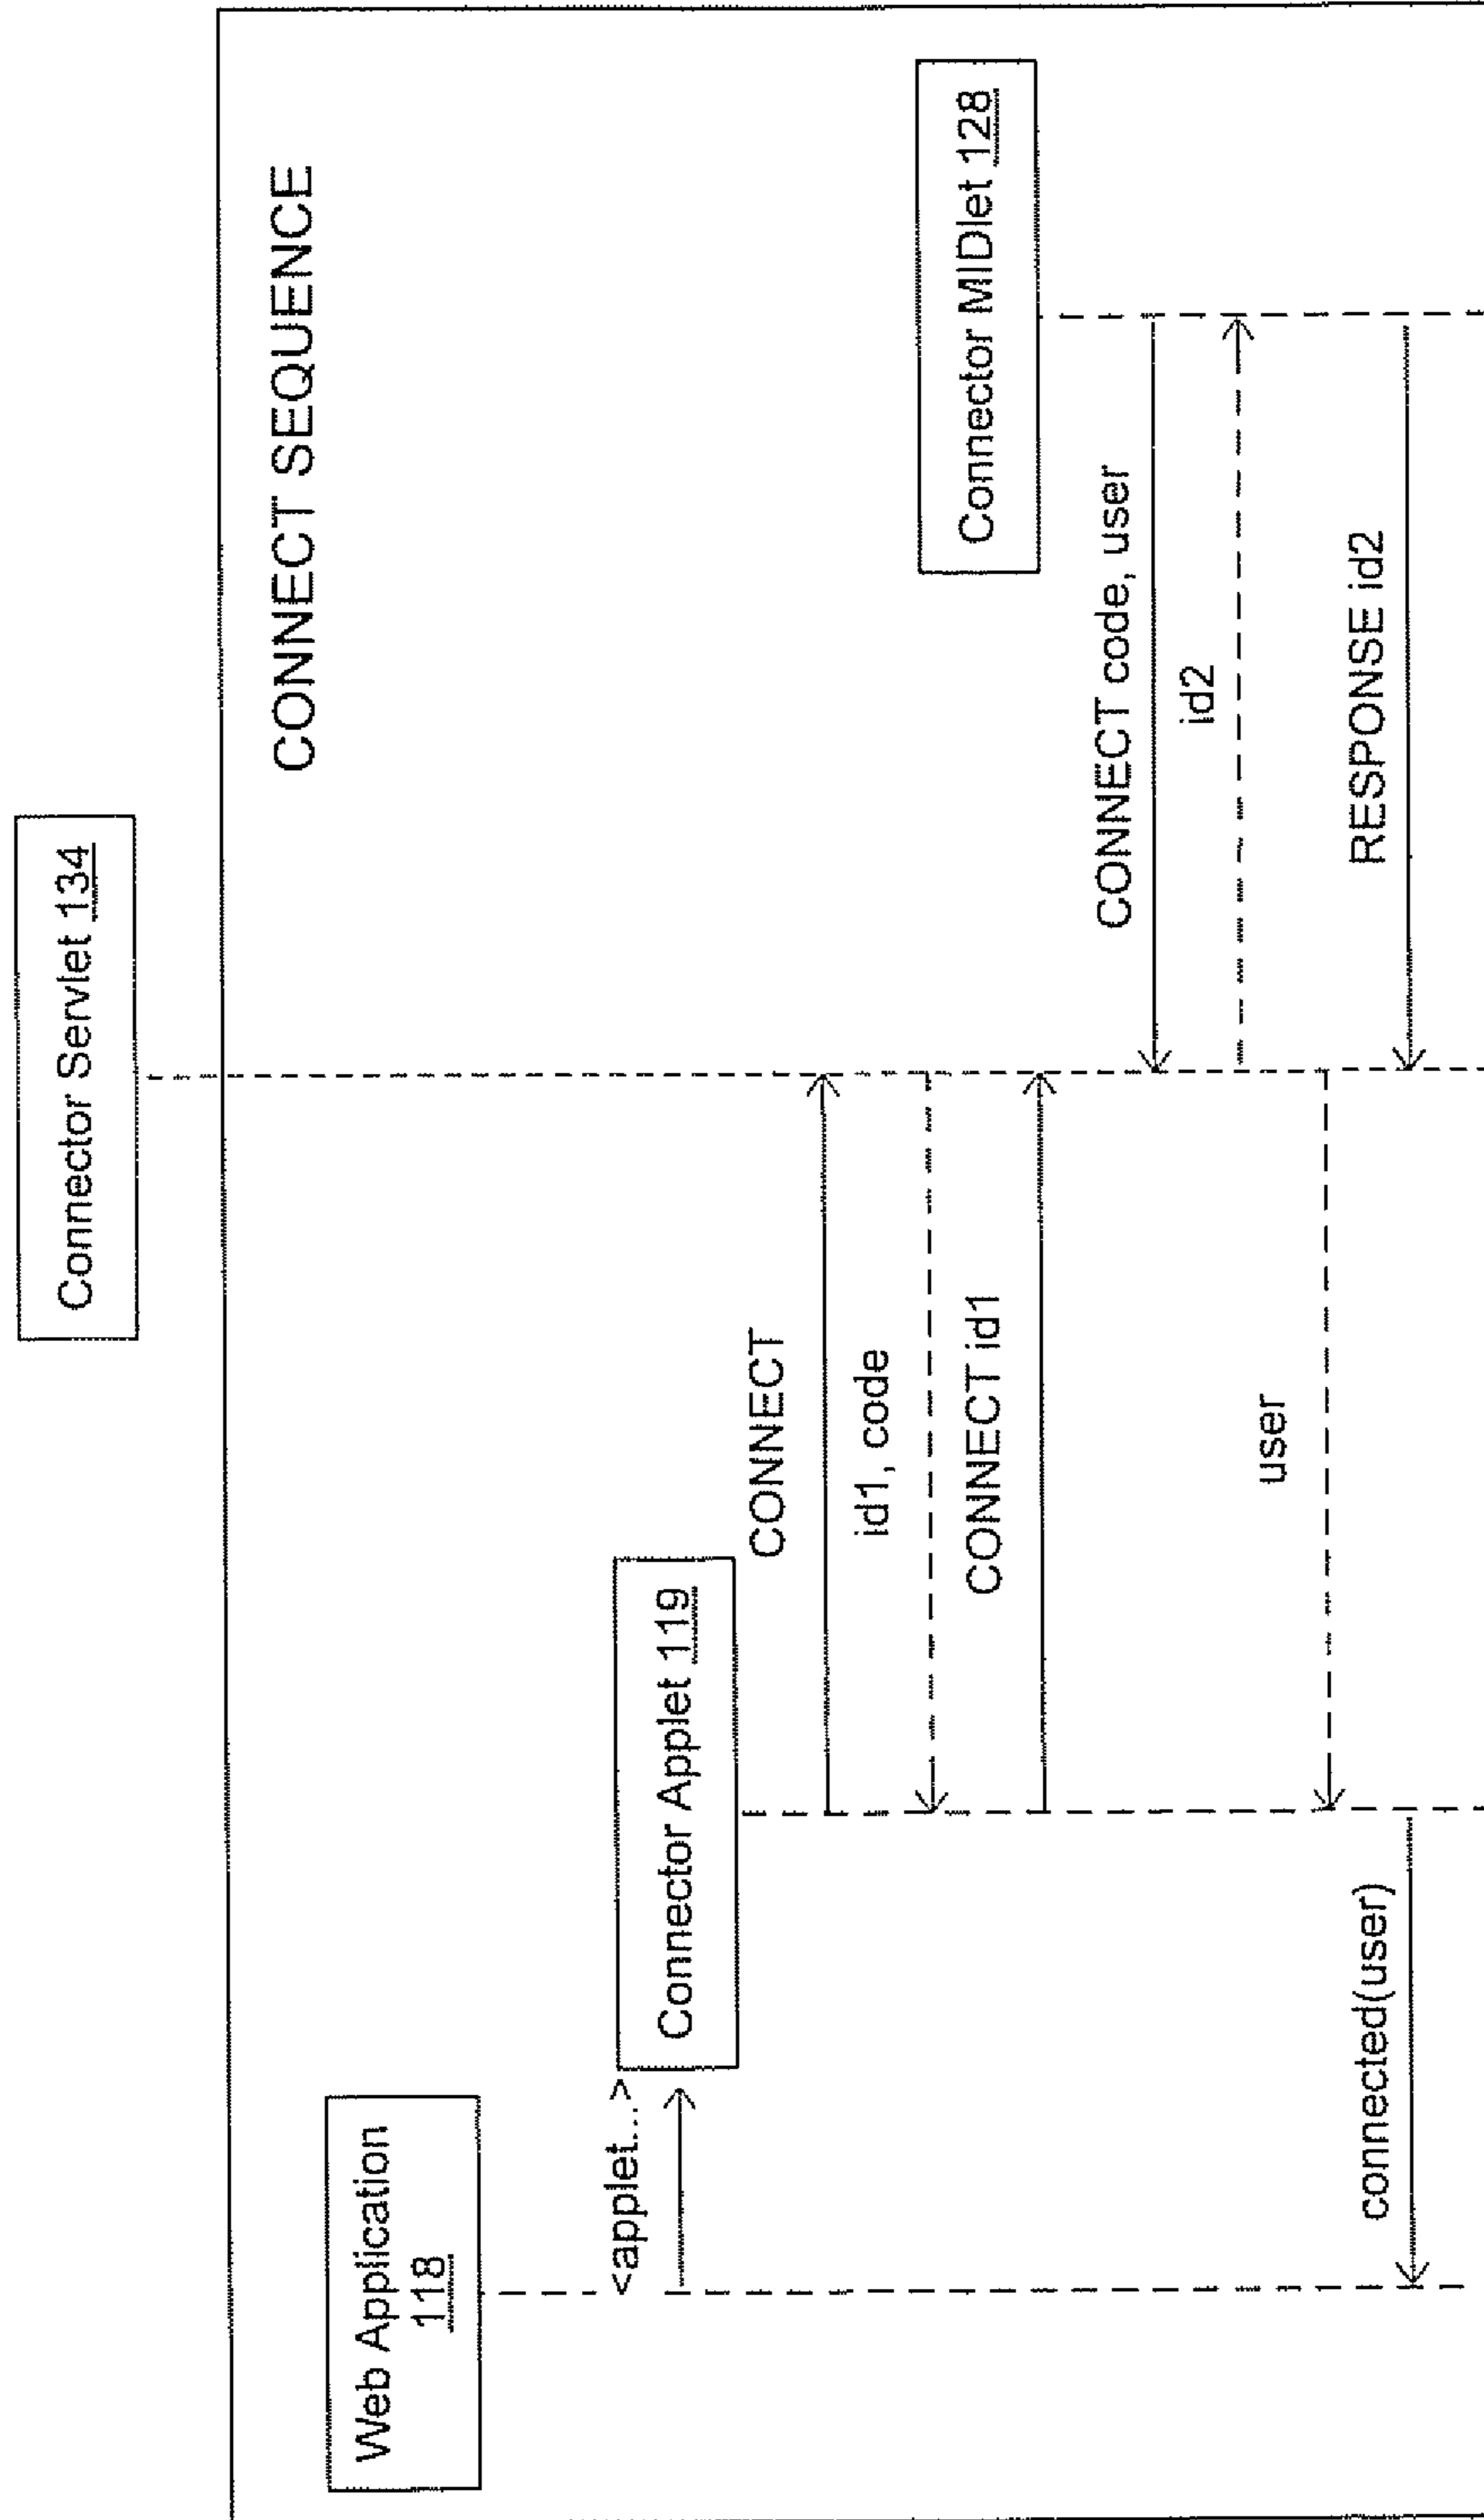 Connector Servlet 134
CONNECT SEQUENCE
Web Application
118
<applet...>
Connector Applet 119
CONNECT
id1, code
Connector MIDlet 128
CONNECT id1
CONNECT code, user
id2
user
RESPONSE id2
connected(user)